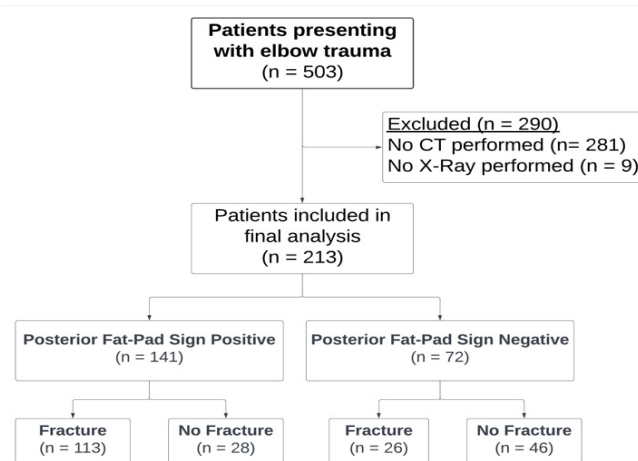 Patients presenting
with elbow trauma
(n = 503)
Excluded (n = 290)
No CT performed (n= 281)
No X-Ray performed (n = 9)
Patients included in
final analysis
(n = 213)
Posterior Fat-Pad Sign Positive
(n = 141)
Posterior Fat-Pad Sign Negative
(n = 72)
Fracture
(n = 113)
No Fracture
(n = 28)
Fracture
(n = 26)
No Fracture
(n = 46)